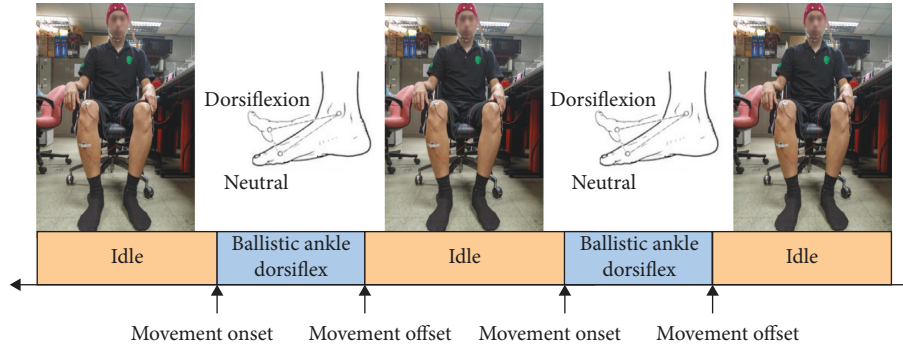 Dorsiflexion
Neutral
Dorsiflexion
Neutral
Idle
Ballistic ankle
dorsiflex
Idle
Ballistic ankle
dorsiflex
Idle
Movement onset
Movement offset
Movement onset
Movement offset